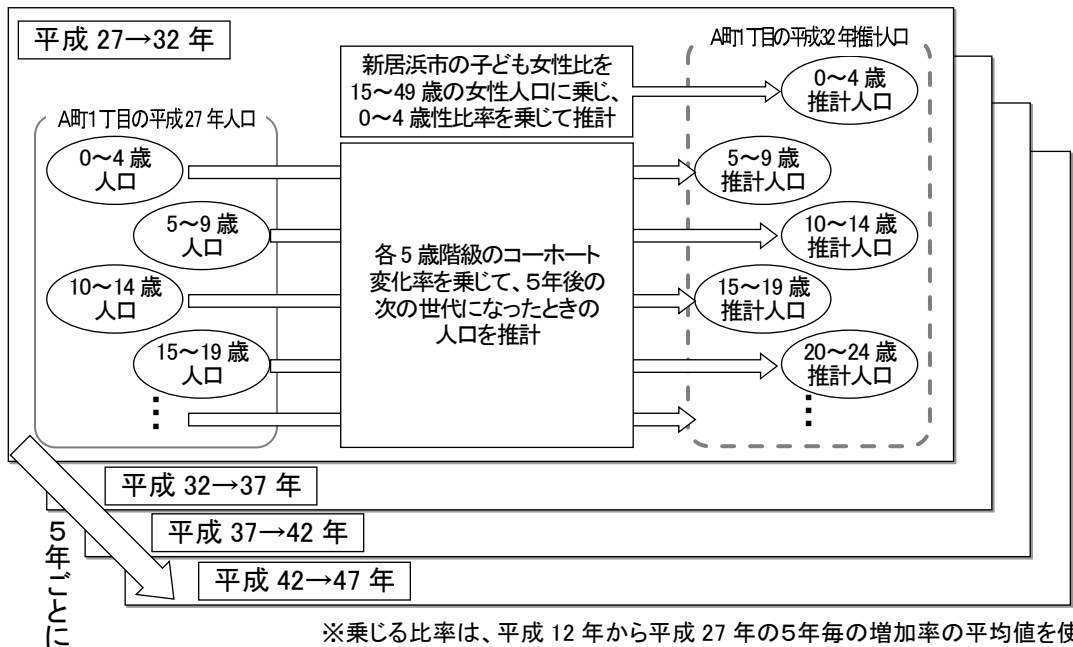 平成 27→32 年
A町1丁目の平成27年人口
0～4 歳
人口
5～9 歳
人口
10～14 歳
人口
15～19 歳
人口
新居浜市の子ども女性比を
15～49 歳の女性人口に乗じ、
0～4 歳性比率を乗じて推計
各5歳階級のコーホート
変化率を乗じて、5年後の
次の世代になったときの
人口を推計
A町1丁目の平成32年推計人口
0～4 歳
推計人口
5～9 歳
推計人口
10～14 歳
推計人口
15～19 歳
推計人口
20～24 歳
推計人口
平成 32→37 年
平成 37→42 年
平成 42→47 年
5年ごとに
※乗じる比率は、平成 12 年から平成 27 年の5年毎の増加率の平均値を使